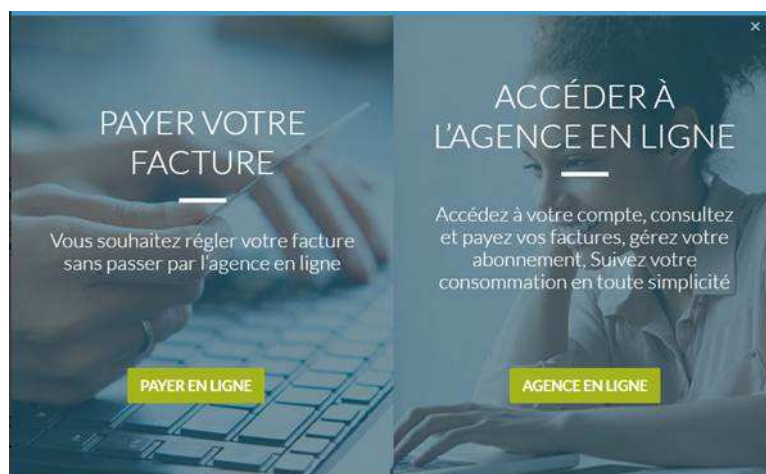 PAYER VOTRE
FACTURE
Vous souhaitez régler votre facture
sans passer par l'agence en ligne
PAYER EN LIGNE
×
ACCÉDER À
L'AGENCE EN LIGNE
Accédez à votre compte, consultez
et payez vos factures, gérez votre
abonnement, Suivez votre
consommation en toute simplicité
AGENCE EN LIGNE